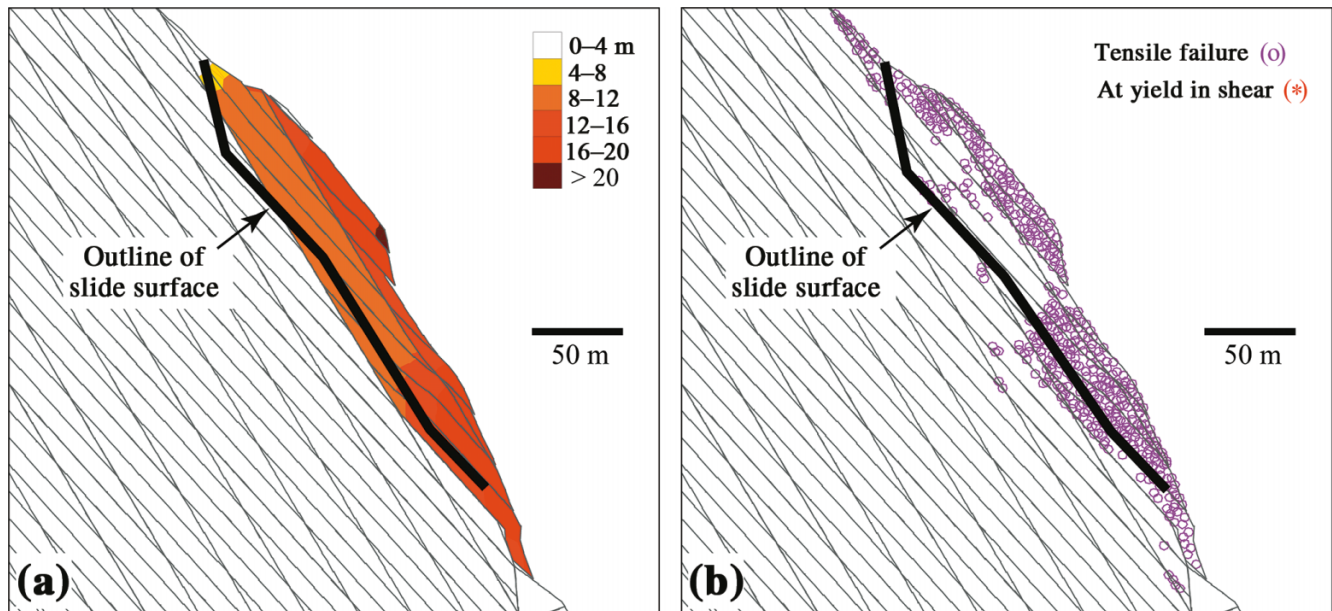 0–4 m
4–8
8–12
12–16
16–20
> 20
Outline of
slide surface
50 m
(a)
Tensile failure (o)
At yield in shear (*)
Outline of
slide surface
50 m
(b)